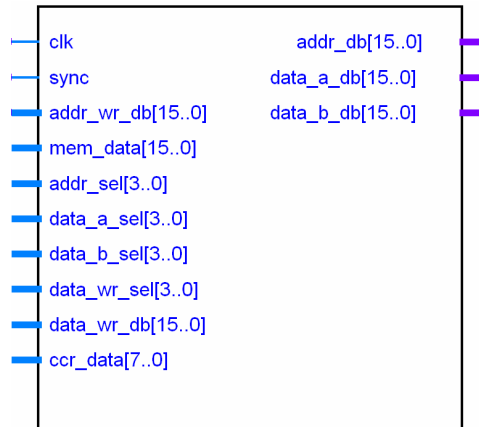 clk addr_db[15..0]
sync data_a_db[15..0]
addr_wr_db[15..0] data_b_db[15..0]
mem_data[15..0]
addr_sel[3..0]
data_a_sel[3..0]
data_b_sel[3..0]
data_wr_sel[3..0]
data_wr_db[15..0]
ccr_data[7..0]